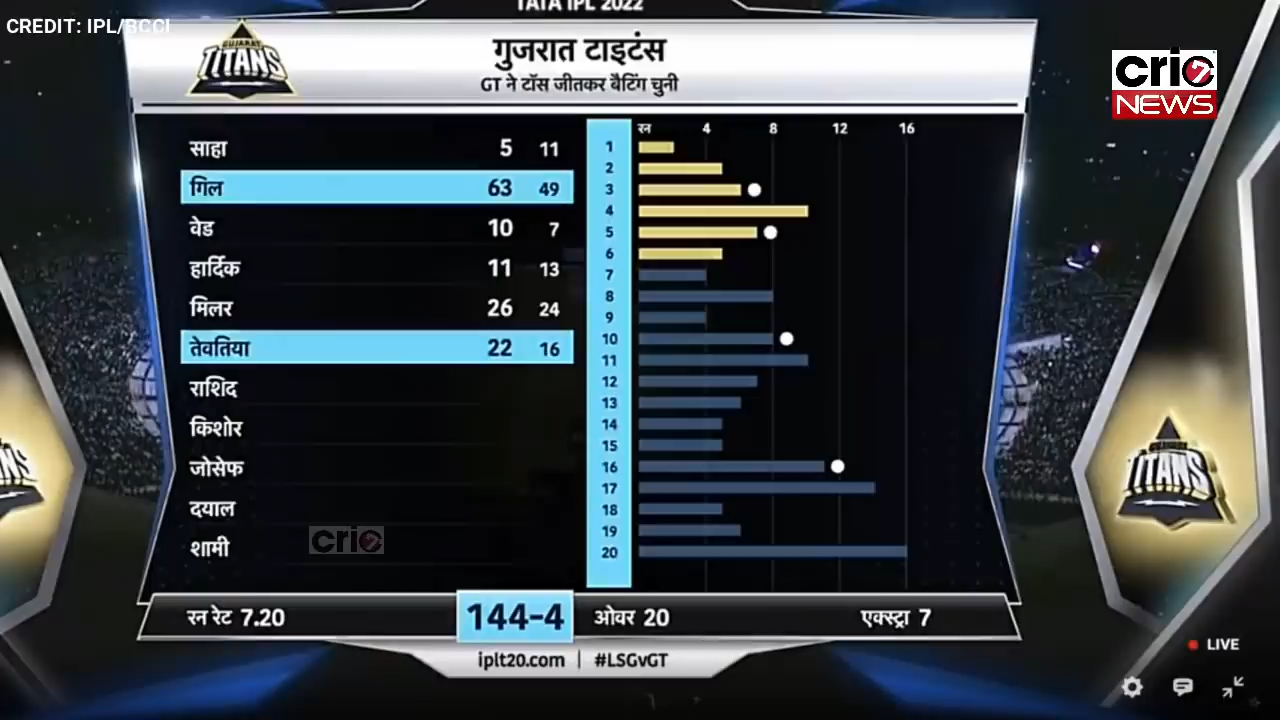 TATA IPL 2022
CREDIT: IPL/BCCI
GUJARAT
TITANS
गुजरात टाइटंस
GT ने टॉस जीतकर बैटिंग चुनी
cric
NEWS
रन 4 8 12 16
साहा 5 11
गिल 63 49
वेड 10 7
हार्दिक 11 13
मिलर 26 24
तेवतिया 22 16
राशिद
किशोर
जोसेफ
दयाल
शामी
1
2
3
4
5
6
7
8
9
10
11
12
13
14
15
16
17
18
19
20
cric
TITANS
रन रेट 7.20 144-4 ओवर 20 एक्स्ट्रा 7
iplt20.com | #LSGvGT
LIVE